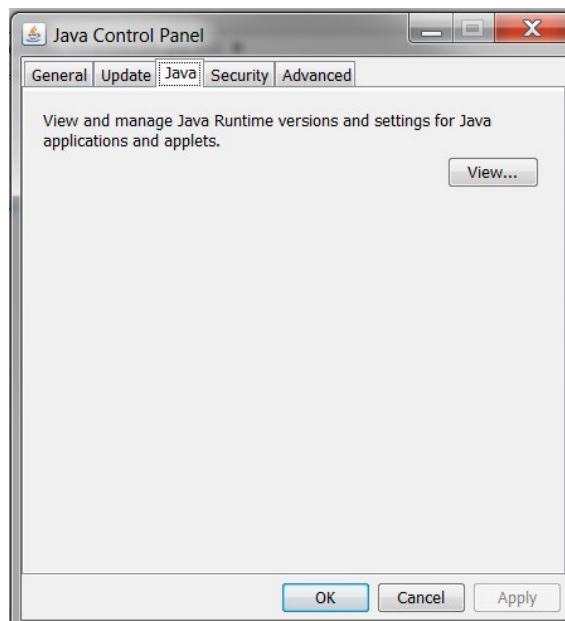 Java Control Panel
General Update Java Security Advanced
View and manage Java Runtime versions and settings for Java
applications and applets.
View...
OK Cancel Apply